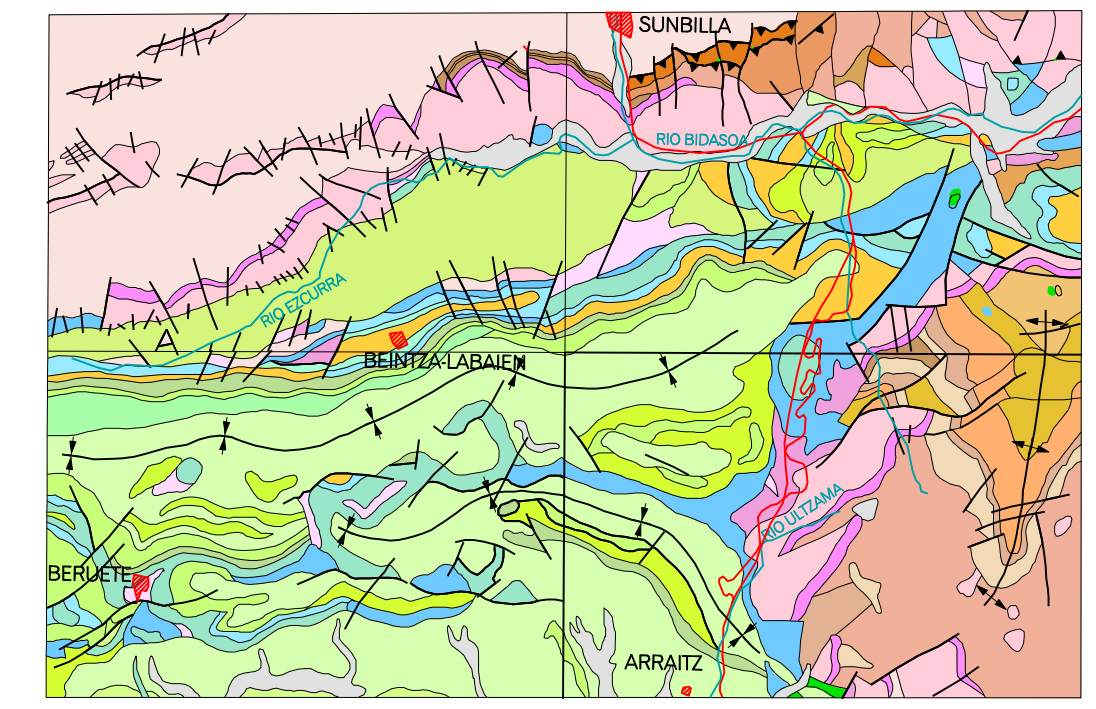 SUNBILLA
RIO BIDASOA
RIO EZCURRA
A
BEINTZA-LABAIEN
RIO ULTZAMA
BERUETE
ARRAITZ